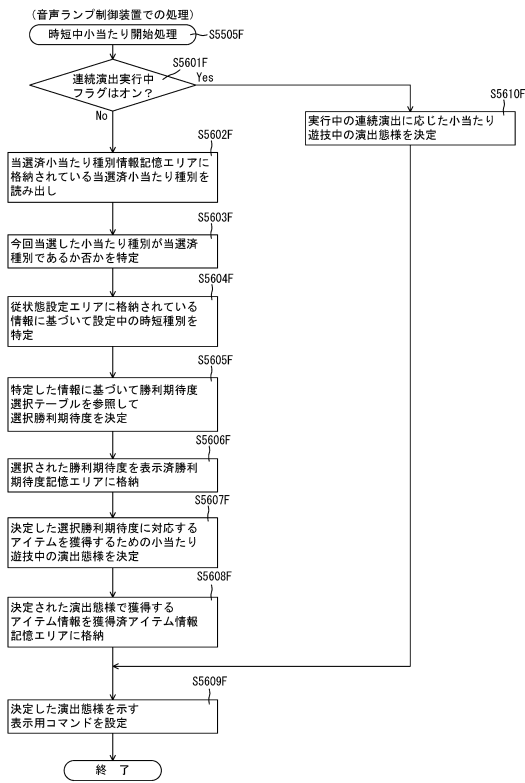 （音声ランプ制御装置での処理）
時短中小当たり開始処理
S5505F
S5601F
連続演出実行中
フラグはオン？
Yes
No
S5610F
実行中の連続演出に応じた小当たり
遊技中の演出態様を決定
S5602F
当選済小当たり種別情報記憶エリアに
格納されている当選済小当たり種別を
読み出し
S5603F
今回当選した小当たり種別が当選済
種別であるか否かを特定
S5604F
従状態設定エリアに格納されている
情報に基づいて設定中の時短種別を
特定
S5605F
特定した情報に基づいて勝利期待度
選択テーブルを参照して
選択勝利期待度を決定
S5606F
選択された勝利期待度を表示済勝利
期待度記憶エリアに格納
S5607F
決定した選択勝利期待度に対応する
アイテムを獲得するための小当たり
遊技中の演出態様を決定
S5608F
決定された演出態様で獲得する
アイテム情報を獲得済アイテム情報
記憶エリアに格納
S5609F
決定した演出態様を示す
表示用コマンドを設定
終 了